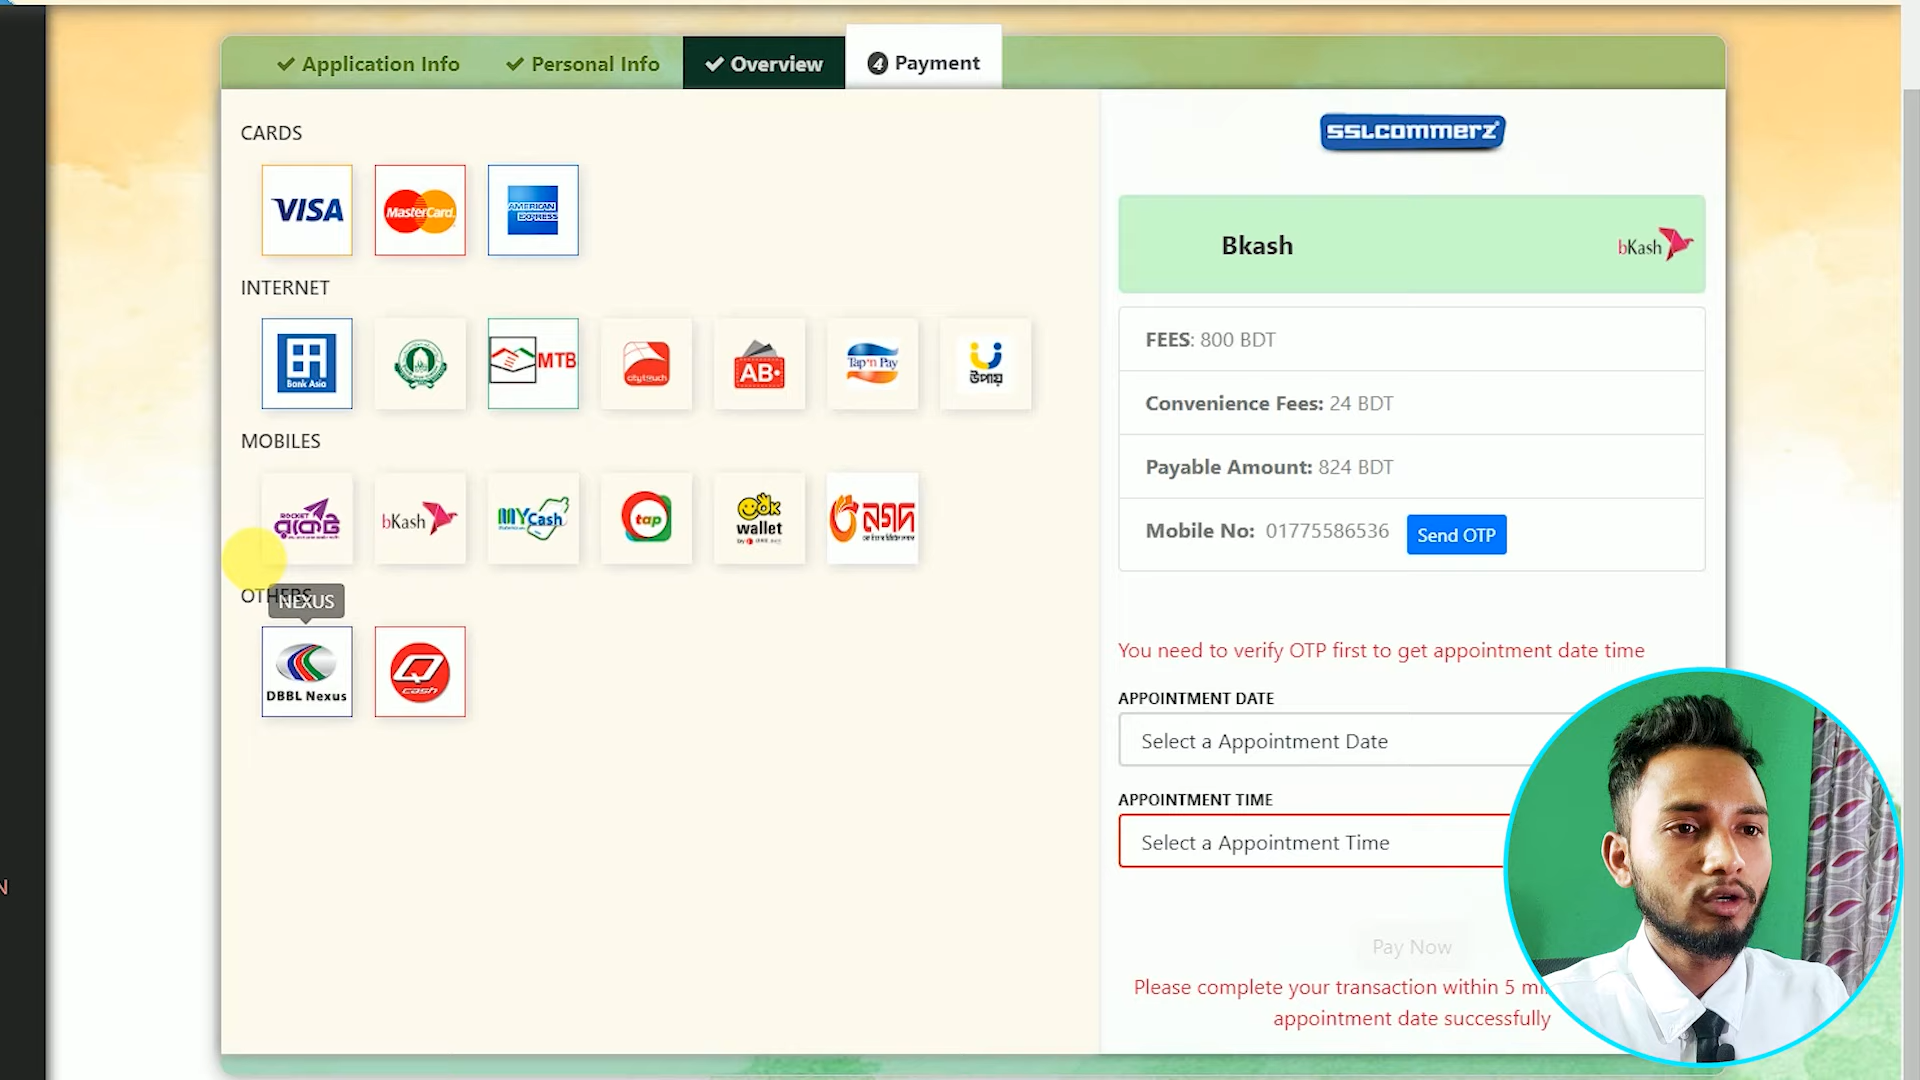 Application Info
Personal Info
Overview
4 Payment
CARDS
VISA
MasterCard
AMERICAN EXPRESS
INTERNET
Bank Asia
MTB
citytouch
AB
Tap'n Pay
উপায়
MOBILES
ROCKET
রকেট
bKash
MYCash
tap
ok wallet
নগদ
OTHERS
NEXUS
DBBL Nexus
Q cash
SSLCOMMERZ
Bkash
bKash
FEES: 800 BDT
Convenience Fees: 24 BDT
Payable Amount: 824 BDT
Mobile No: 01775586536 Send OTP
You need to verify OTP first to get appointment date time
APPOINTMENT DATE
Select a Appointment Date
APPOINTMENT TIME
Select a Appointment Time
Pay Now
Please complete your transaction within 5
appointment date successfully
N